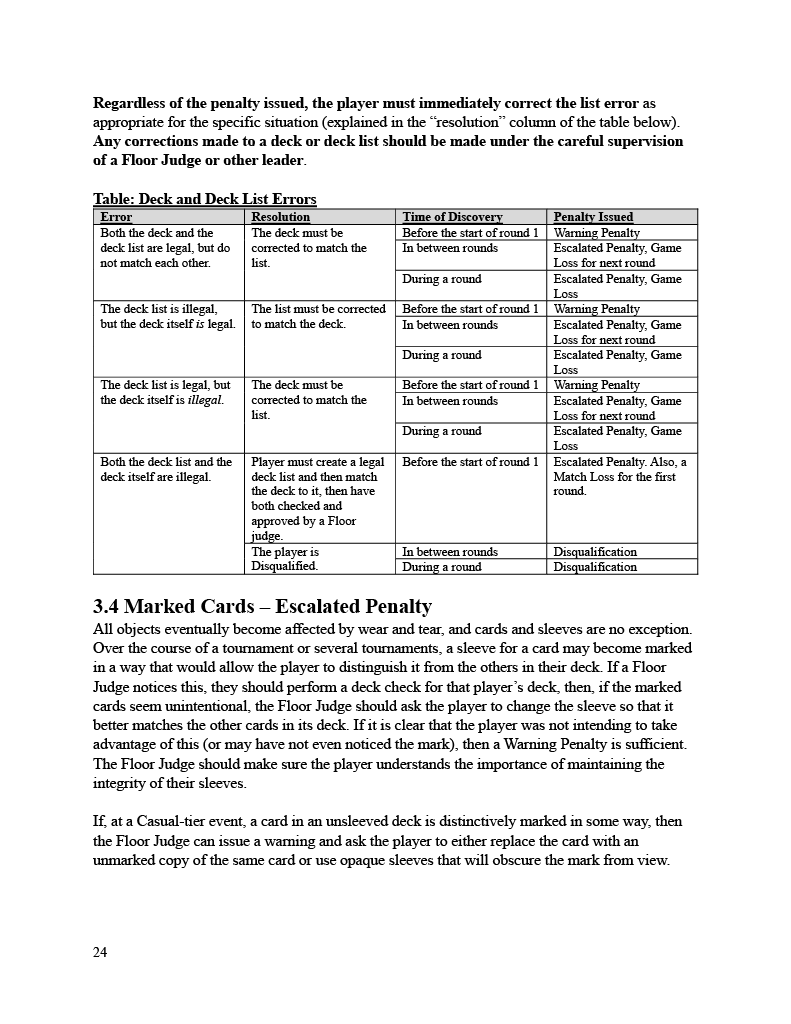 Regardless of the penalty issued, the player must immediately correct the list error as
appropriate for the specific situation (explained in the “resolution” column of the table below).
Any corrections made to a deck or deck list should be made under the careful supervision
of a Floor Judge or other leader.
Table: Deck and Deck List Errors
Error Resolution Time of Discovery Penalty Issued
Both the deck and the
deck list are legal, but do
not match each other.
The deck must be
corrected to match the
list.
Before the start of round 1 Warning Penalty
In between rounds Escalated Penalty, Game
Loss for next round
During a round Escalated Penalty, Game
Loss
The deck list is illegal,
but the deck itself is legal.
The list must be corrected
to match the deck.
Before the start of round 1 Warning Penalty
In between rounds Escalated Penalty, Game
Loss for next round
During a round Escalated Penalty, Game
Loss
The deck list is legal, but
the deck itself is illegal.
The deck must be
corrected to match the
list.
Before the start of round 1 Warning Penalty
In between rounds Escalated Penalty, Game
Loss for next round
During a round Escalated Penalty, Game
Loss
Both the deck list and the
deck itself are illegal.
Player must create a legal
deck list and then match
the deck to it, then have
both checked and
approved by a Floor
judge.
Before the start of round 1 Escalated Penalty. Also, a
Match Loss for the first
round.
The player is
Disqualified.
In between rounds Disqualification
During a round Disqualification
3.4 Marked Cards – Escalated Penalty
All objects eventually become affected by wear and tear, and cards and sleeves are no exception.
Over the course of a tournament or several tournaments, a sleeve for a card may become marked
in a way that would allow the player to distinguish it from the others in their deck. If a Floor
Judge notices this, they should perform a deck check for that player’s deck, then, if the marked
cards seem unintentional, the Floor Judge should ask the player to change the sleeve so that it
better matches the other cards in its deck. If it is clear that the player was not intending to take
advantage of this (or may have not even noticed the mark), then a Warning Penalty is sufficient.
The Floor Judge should make sure the player understands the importance of maintaining the
integrity of their sleeves.
If, at a Casual-tier event, a card in an unsleeved deck is distinctively marked in some way, then
the Floor Judge can issue a warning and ask the player to either replace the card with an
unmarked copy of the same card or use opaque sleeves that will obscure the mark from view.
24